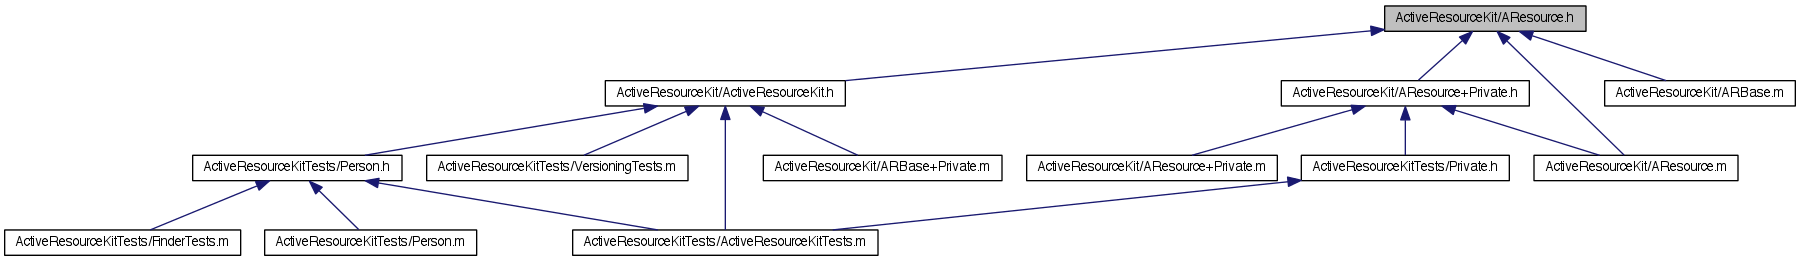 ActiveResourceKit/AResource.h
ActiveResourceKit/ActiveResourceKit.h
ActiveResourceKit/AResource+Private.h
ActiveResourceKit/ARBase.m
ActiveResourceKitTests/Person.h
ActiveResourceKitTests/VersioningTests.m
ActiveResourceKit/ARBase+Private.m
ActiveResourceKit/AResource+Private.m
ActiveResourceKitTests/Private.h
ActiveResourceKit/AResource.m
ActiveResourceKitTests/FinderTests.m
ActiveResourceKitTests/Person.m
ActiveResourceKitTests/ActiveResourceKitTests.m